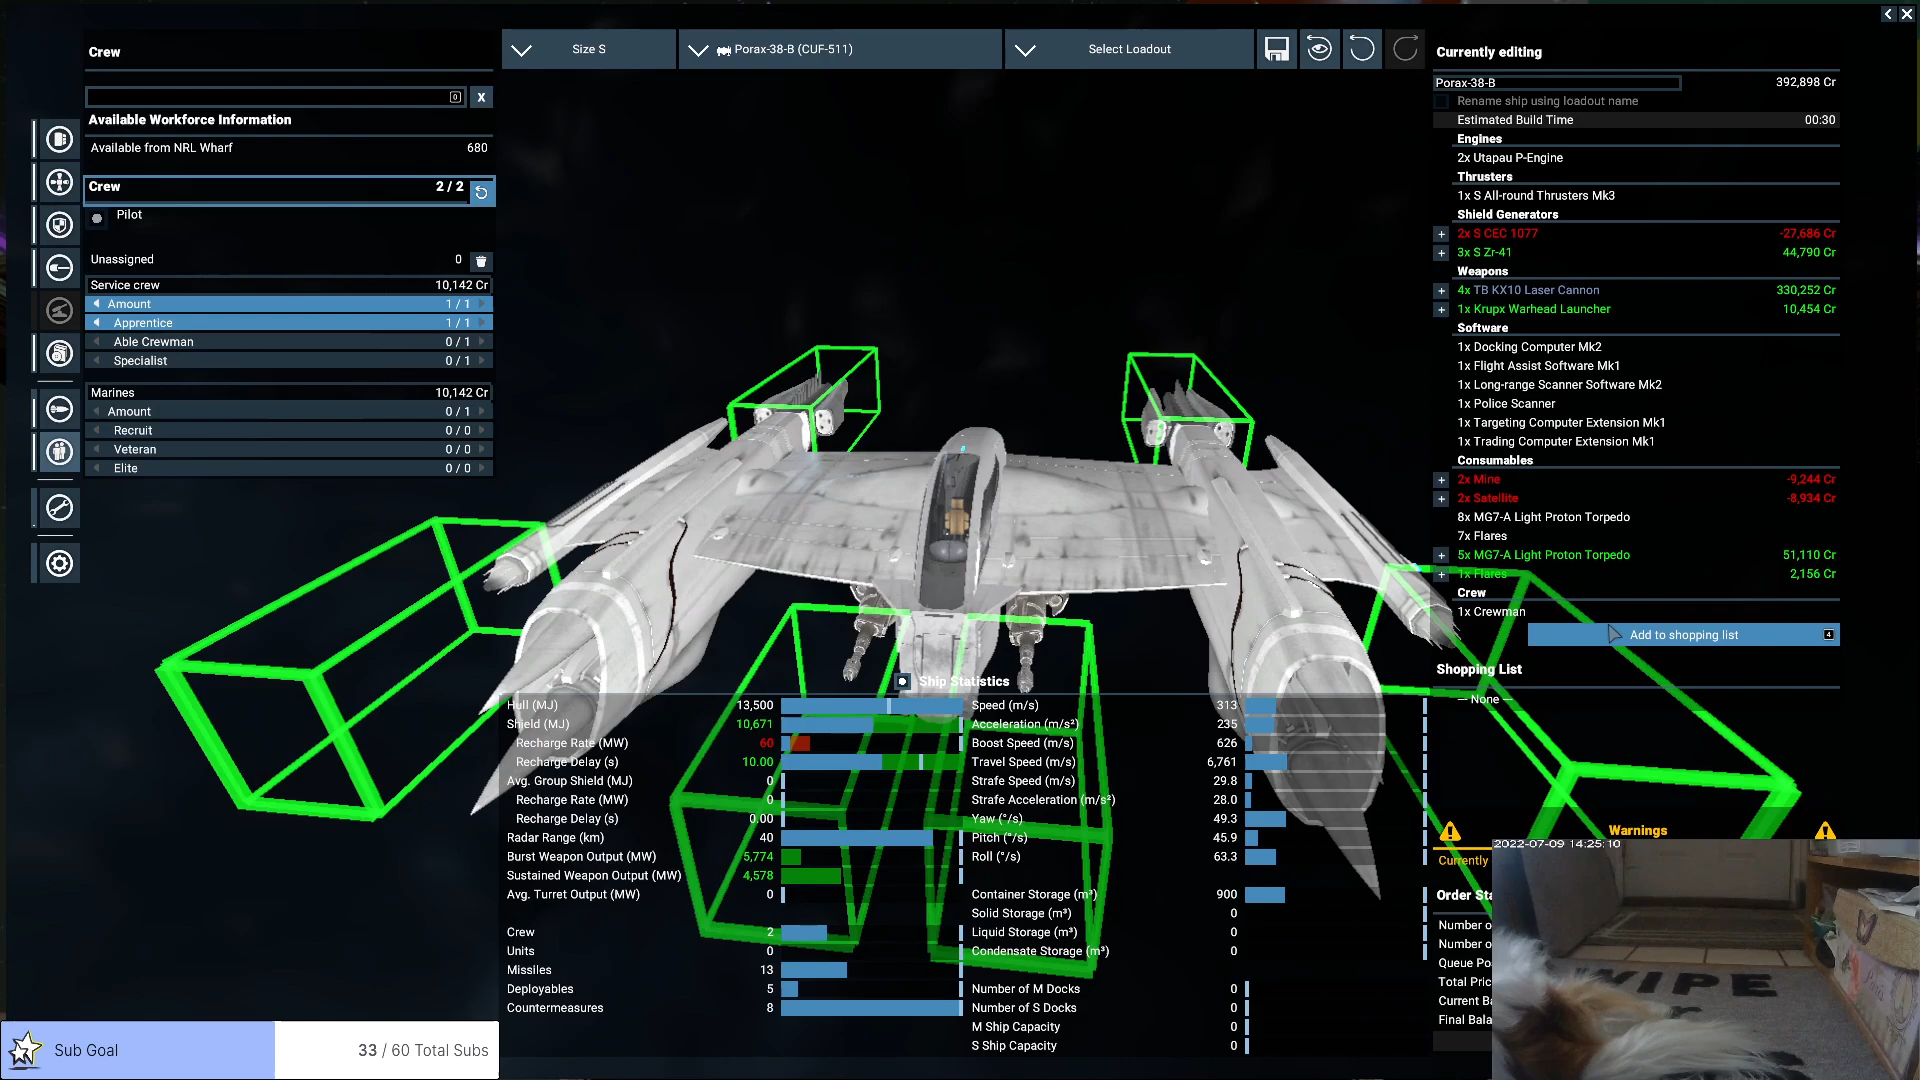 Crew
0
X
Available Workforce Information
Available from NRL Wharf 680
Crew 2 / 2
Pilot
Unassigned 0
Service crew 10,142 Cr
Amount 1 / 1
Apprentice 1 / 1
Able Crewman 0 / 1
Specialist 0 / 1
Marines 10,142 Cr
Amount 0 / 1
Recruit 0 / 0
Veteran 0 / 0
Elite 0 / 0
Size S
Porax-38-B (CUF-511)
Select Loadout
Currently editing
Porax-38-B 392,898 Cr
Rename ship using loadout name
Estimated Build Time 00:30
Engines
2x Utapau P-Engine
Thrusters
1x S All-round Thrusters Mk3
Shield Generators
2x S CEC 1077 -27,686 Cr
3x S Zr-41 44,790 Cr
Weapons
4x TB KX10 Laser Cannon 330,252 Cr
1x Krupx Warhead Launcher 10,454 Cr
Software
1x Docking Computer Mk2
1x Flight Assist Software Mk1
1x Long-range Scanner Software Mk2
1x Police Scanner
1x Targeting Computer Extension Mk1
1x Trading Computer Extension Mk1
Consumables
2x Mine -9,244 Cr
2x Satellite -8,934 Cr
8x MG7-A Light Proton Torpedo
7x Flares
5x MG7-A Light Proton Torpedo 51,110 Cr
1x Flares 2,156 Cr
Crew
1x Crewman
Add to shopping list 4
Shopping List
— None —
Warnings
Currently
Order Sta
Number o
Number o
Queue Po
Total Pric
Current Ba
Final Bala
Ship Statistics
Hull (MJ) 13,500
Shield (MJ) 10,671
Recharge Rate (MW) 60
Recharge Delay (s) 10.00
Avg. Group Shield (MJ) 0
Recharge Rate (MW) 0
Recharge Delay (s) 0.00
Radar Range (km) 40
Burst Weapon Output (MW) 5,774
Sustained Weapon Output (MW) 4,578
Avg. Turret Output (MW) 0
Crew 2
Units 0
Missiles 13
Deployables 5
Countermeasures 8
Speed (m/s) 313
Acceleration (m/s²) 235
Boost Speed (m/s) 626
Travel Speed (m/s) 6,761
Strafe Speed (m/s) 29.8
Strafe Acceleration (m/s²) 28.0
Yaw (°/s) 49.3
Pitch (°/s) 45.9
Roll (°/s) 63.3
Container Storage (m³) 900
Solid Storage (m³) 0
Liquid Storage (m³) 0
Condensate Storage (m³) 0
Number of M Docks 0
Number of S Docks 0
M Ship Capacity 0
S Ship Capacity 0
2022-07-09 14:25:10
WIPE
Sub Goal 33 / 60 Total Subs